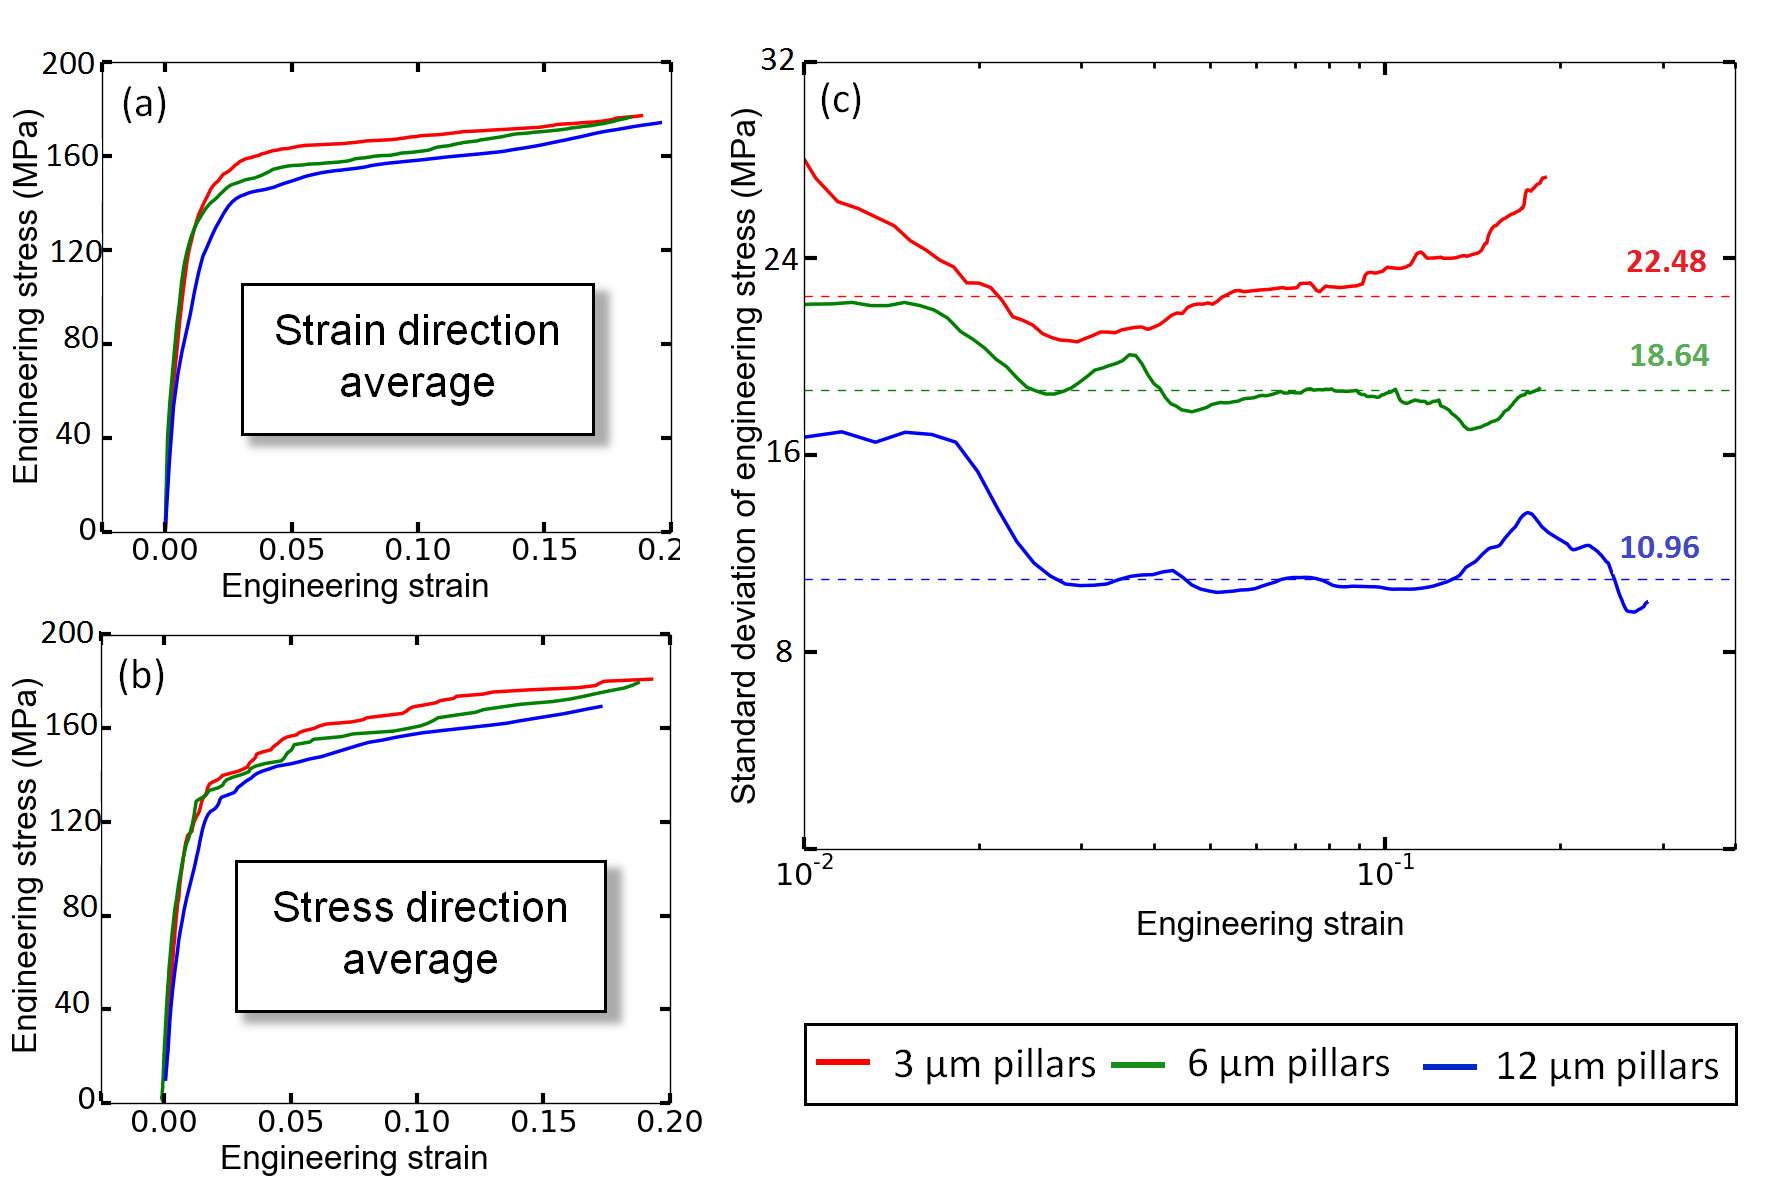 (a)
200
160
120
80
40
0
Engineering stress (MPa)
Strain direction
average
0.00 0.05 0.10 0.15 0.2
Engineering strain
(b)
200
160
120
80
40
0
Engineering stress (MPa)
Stress direction
average
0.00 0.05 0.10 0.15 0.20
Engineering strain
(c)
32
24
16
8
Standard deviation of engineering stress (MPa)
22.48
18.64
10.96
10-2 10-1
Engineering strain
3 µm pillars 6 µm pillars 12 µm pillars